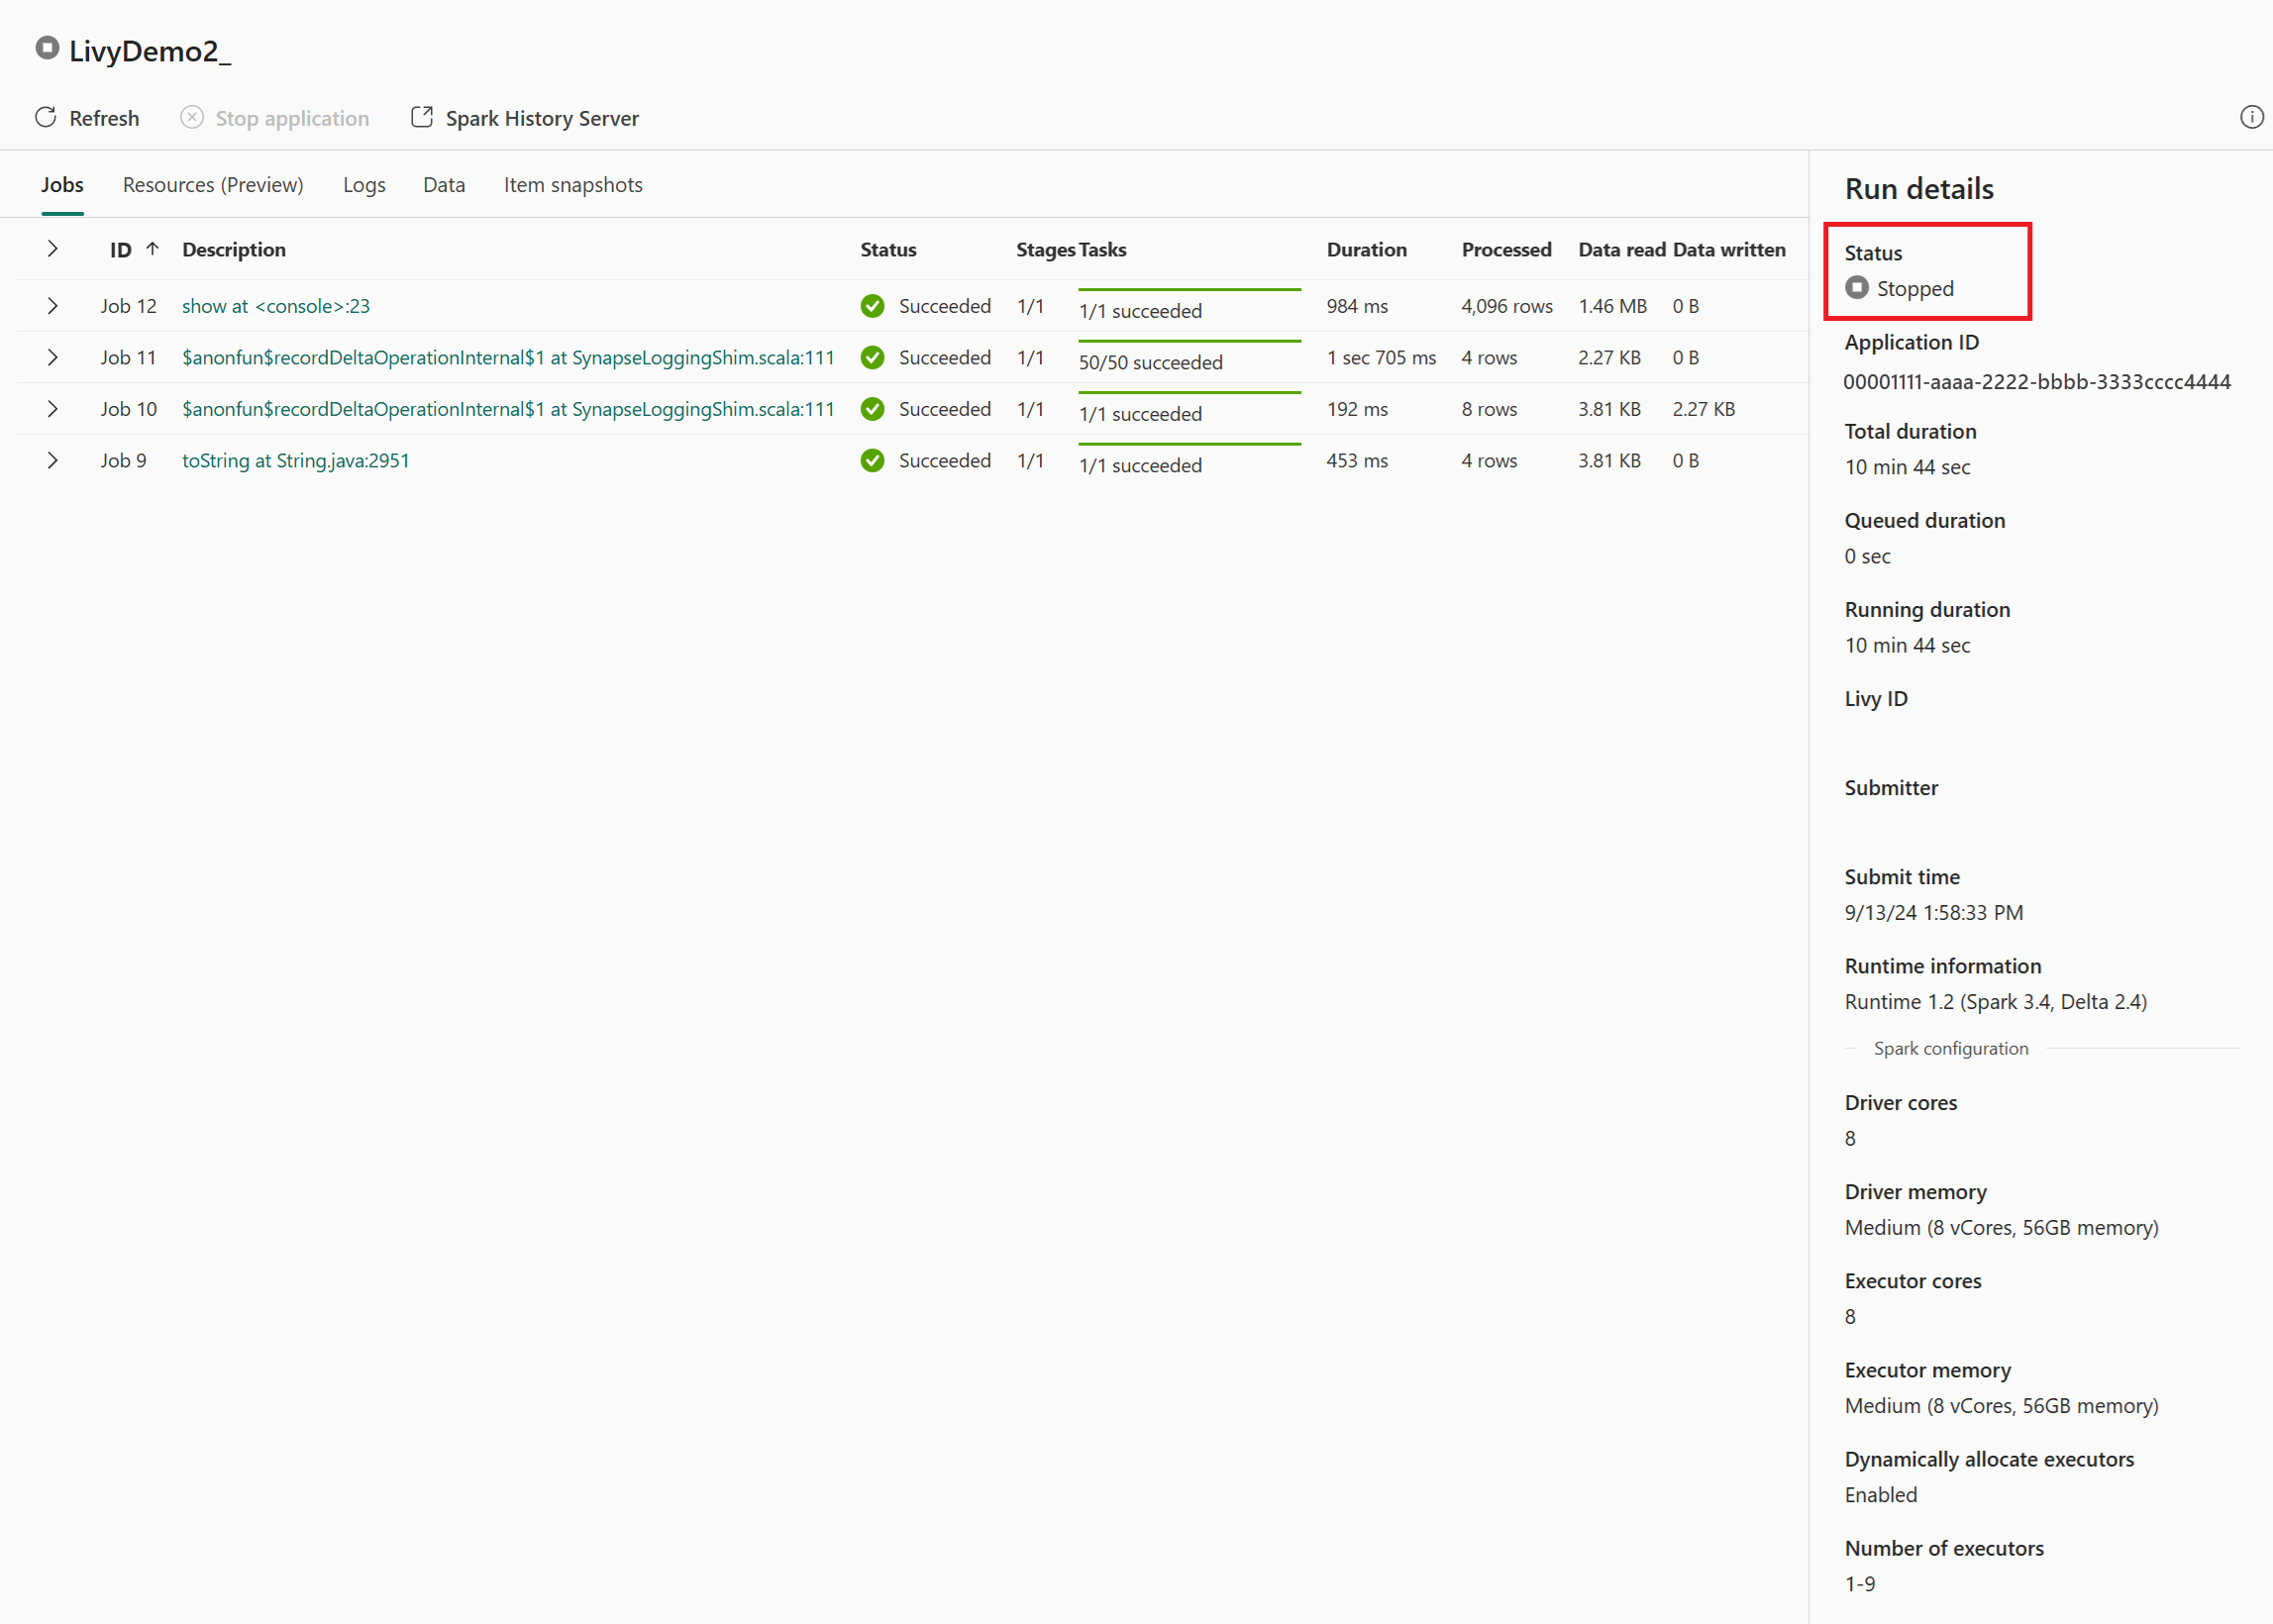 LivyDemo2_
Refresh Stop application Spark History Server
Jobs Resources (Preview) Logs Data Item snapshots
ID Description Status Stages Tasks Duration Processed Data read Data written
Job 12 show at <console>:23 Succeeded 1/1 1/1 succeeded 984 ms 4,096 rows 1.46 MB 0 B
Job 11 $anonfun$recordDeltaOperationInternal$1 at SynapseLoggingShim.scala:111 Succeeded 1/1 50/50 succeeded 1 sec 705 ms 4 rows 2.27 KB 0 B
Job 10 $anonfun$recordDeltaOperationInternal$1 at SynapseLoggingShim.scala:111 Succeeded 1/1 1/1 succeeded 192 ms 8 rows 3.81 KB 2.27 KB
Job 9 toString at String.java:2951 Succeeded 1/1 1/1 succeeded 453 ms 4 rows 3.81 KB 0 B
Run details
Status
Stopped
Application ID
00001111-aaaa-2222-bbbb-3333cccc4444
Total duration
10 min 44 sec
Queued duration
0 sec
Running duration
10 min 44 sec
Livy ID
Submitter
Submit time
9/13/24 1:58:33 PM
Runtime information
Runtime 1.2 (Spark 3.4, Delta 2.4)
Spark configuration
Driver cores
8
Driver memory
Medium (8 vCores, 56GB memory)
Executor cores
8
Executor memory
Medium (8 vCores, 56GB memory)
Dynamically allocate executors
Enabled
Number of executors
1-9